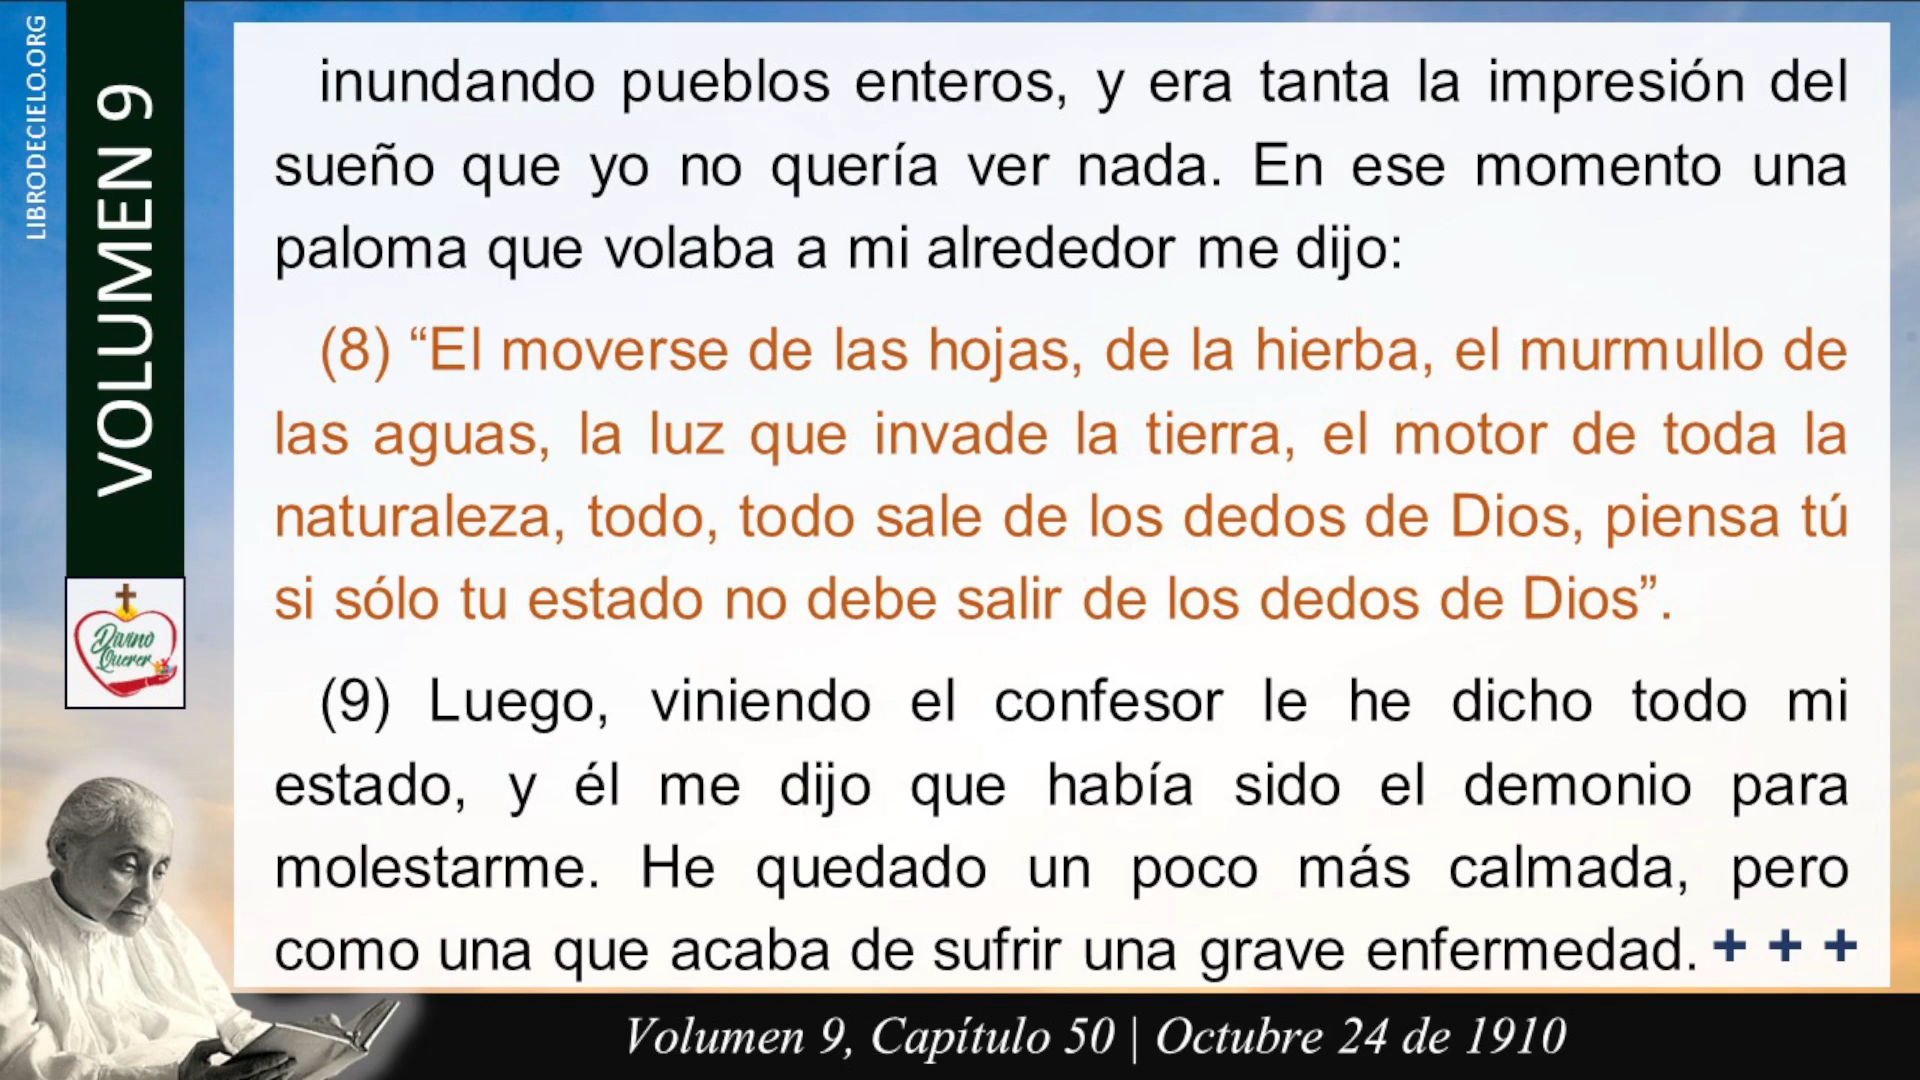 LIBRODECIELO.ORG
VOLUMEN 9
Divino
Querer
inundando pueblos enteros, y era tanta la impresión del
sueño que yo no quería ver nada. En ese momento una
paloma que volaba a mi alrededor me dijo:
(8) “El moverse de las hojas, de la hierba, el murmullo de
las aguas, la luz que invade la tierra, el motor de toda la
naturaleza, todo, todo sale de los dedos de Dios, piensa tú
si sólo tu estado no debe salir de los dedos de Dios”.
(9) Luego, viniendo el confesor le he dicho todo mi
estado, y él me dijo que había sido el demonio para
molestarme. He quedado un poco más calmada, pero
como una que acaba de sufrir una grave enfermedad. + + +
Volumen 9, Capítulo 50 | Octubre 24 de 1910